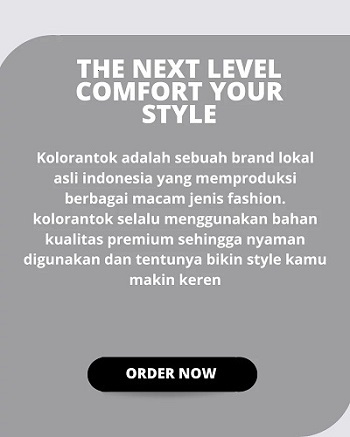 THE NEXT LEVEL
COMFORT YOUR
STYLE
Kolorantok adalah sebuah brand lokal
asli indonesia yang memproduksi
berbagai macam jenis fashion.
kolorantok selalu menggunakan bahan
kualitas premium sehingga nyaman
digunakan dan tentunya bikin style kamu
makin keren
ORDER NOW